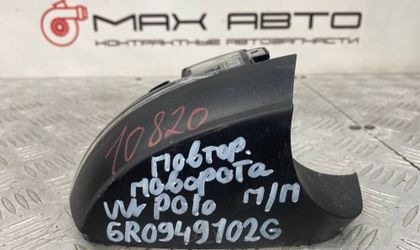 MAX АВТО
КОНТРАКТНЫЕ АВТОЗАПЧАСТИ
10820
Повтор.
поворота
VW POLO П/П
6R0949102G